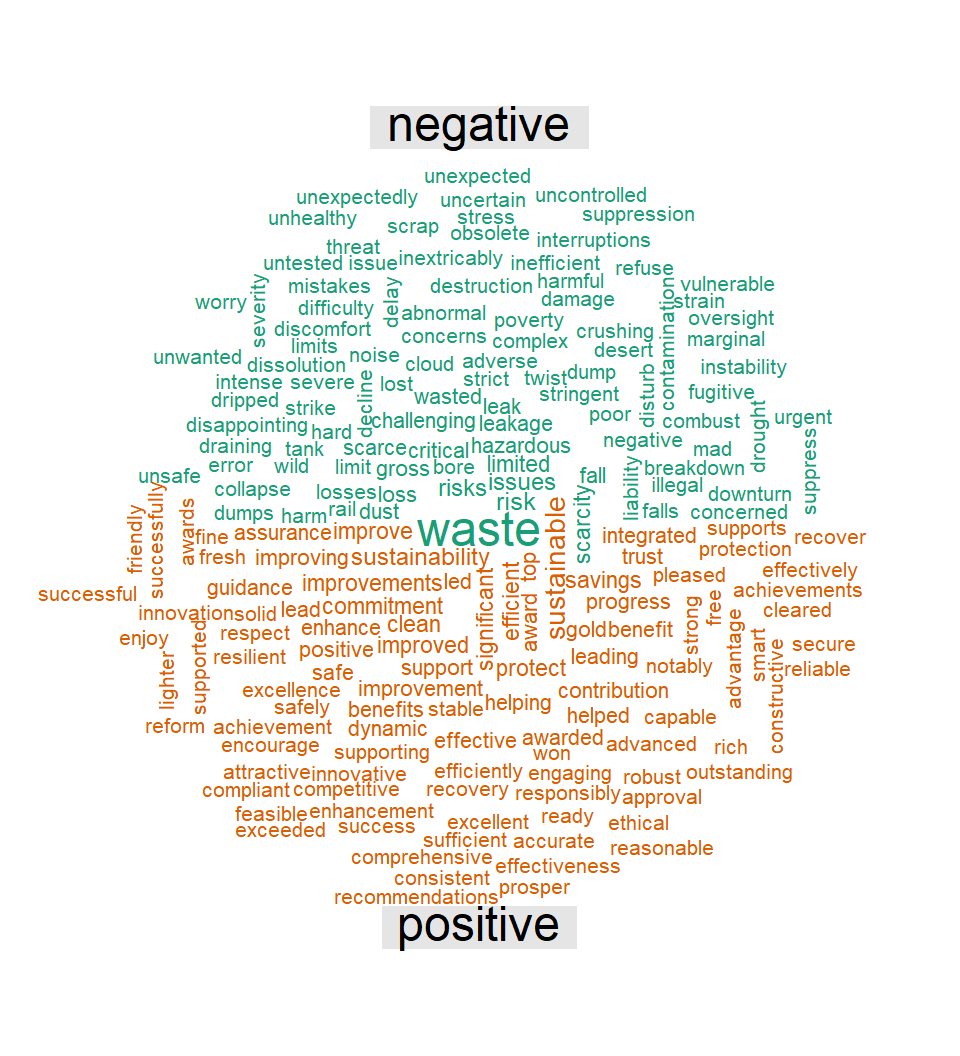 negative
unexpected
unexpectedly uncertain uncontrolled
unhealthy scrap stress suppression
obsolete
threat inextricably interruptions
untested issue inefficient refuse
severity mistakes delay destruction harmful contamination vulnerable
worry difficulty abnormal damage strain
discomfort concerns poverty crushing oversight
limits complex desert marginal
unwanted dissolution noise cloud adverse instability
intense severe decline lost strict twist dump disturb fugitive
dripped strike wasted leak stringent poor combust drought urgent
disappointing hard challenging leakage
draining tank scarce critical hazardous negative mad suppress
unsafe error wild limit gross bore limited fall liability breakdown
collapse losses loss risks issues scarcity illegal downturn
dumps harm rail dust risk falls concerned
friendly successfully awards fine assurance improve waste sustainable integrated supports recover
fresh improving sustainability top trust protection
successful guidance improvements led significant efficient savings pleased effectively
innovation solid lead commitment award progress strong free achievements
enjoy respect enhance clean gold benefit advantage smart cleared
lighter supported resilient positive improved leading constructive secure
safe support protect notably reliable
excellence improvement contribution
safely benefits stable helping
reform achievement dynamic helped capable
encourage supporting effective awarded advanced rich
won
attractive innovative efficiently engaging robust outstanding
compliant competitive recovery responsibly approval
feasible enhancement
exceeded success excellent ready ethical
sufficient accurate reasonable
comprehensive effectiveness
consistent prosper
recommendations
positive